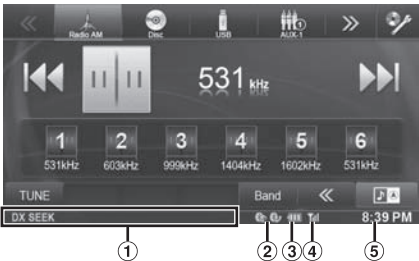 Radio AM Disc USB AUX-1
531 kHz
1 2 3 4 5 6
531kHz 603kHz 999kHz 1404kHz 1602kHz 531kHz
TUNE Band
DX SEEK 8:39 PM
1 2 3 4 5